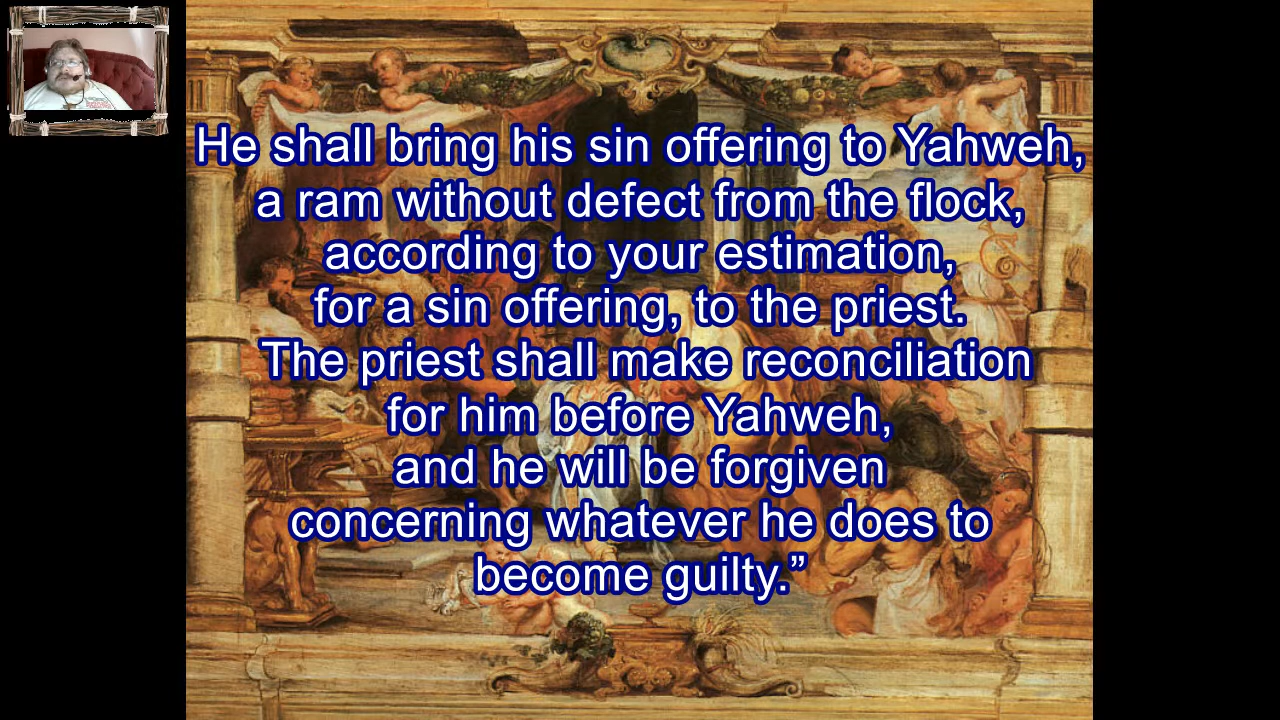 He shall bring his sin offering to Yahweh,
a ram without defect from the flock,
according to your estimation,
for a sin offering, to the priest.
The priest shall make reconciliation
for him before Yahweh,
and he will be forgiven
concerning whatever he does to
become guilty.”